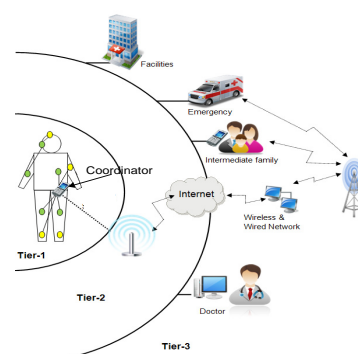 Facilities
Emergency
Intermediate family
Coordinator
Internet
Wireless &
Wired Network
Tier-1
Tier-2
Doctor
Tier-3